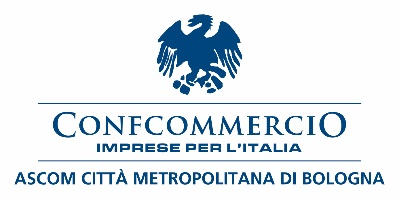 CONFCOMMERCIO
IMPRESE PER L'ITALIA
ASCOM CITTÀ METROPOLITANA DI BOLOGNA